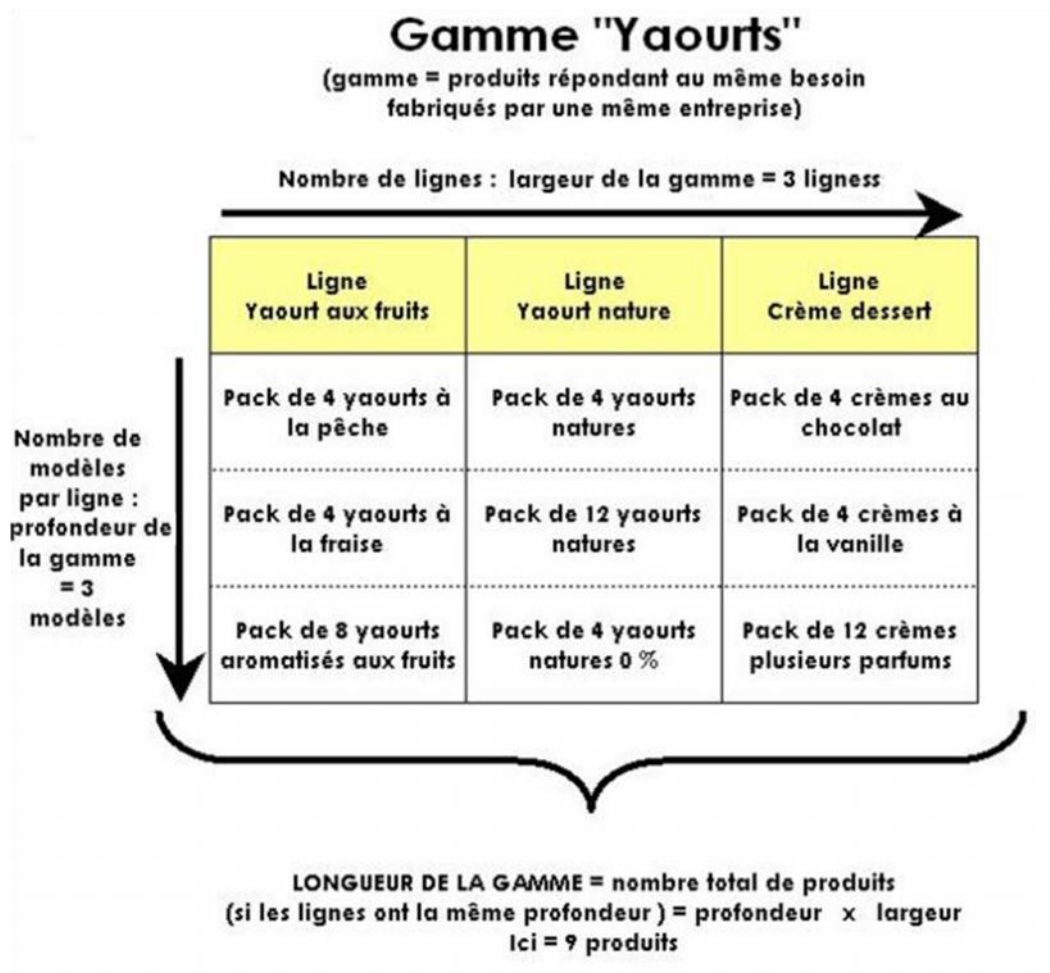 Gamme "Yaourts"
(gamme = produits répondant au même besoin
fabriqués par une même entreprise)
Nombre de lignes : largeur de la gamme = 3 ligness
Ligne
Yaourt aux fruits
Ligne
Yaourt nature
Ligne
Crème dessert
Nombre de
modèles
par ligne :
profondeur de
la gamme
= 3
modèles
Pack de 4 yaourts à
la pêche
Pack de 4 yaourts
natures
Pack de 4 crèmes au
chocolat
Pack de 4 yaourts à
la fraise
Pack de 12 yaourts
natures
Pack de 4 crèmes à
la vanille
Pack de 8 yaourts
aromatisés aux fruits
Pack de 4 yaourts
natures 0 %
Pack de 12 crèmes
plusieurs parfums
LONGUEUR DE LA GAMME = nombre total de produits
(si les lignes ont la même profondeur ) = profondeur x largeur
Ici = 9 produits